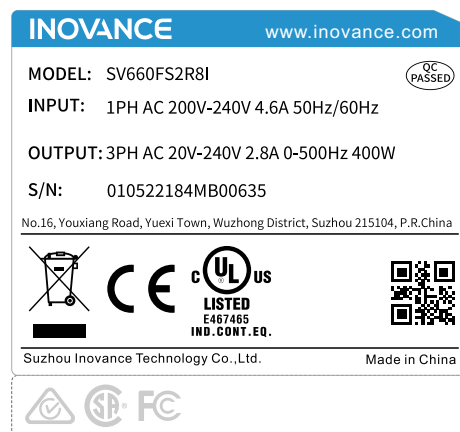 INOVANCE www.inovance.com
MODEL: SV660FS2R8I
QC
PASSED
INPUT: 1PH AC 200V-240V 4.6A 50Hz/60Hz
OUTPUT: 3PH AC 20V-240V 2.8A 0-500Hz 400W
S/N: 010522184MB00635
No.16, Youxiang Road, Yuexi Town, Wuzhong District, Suzhou 215104, P.R.China
CE
C UL US
LISTED
E467465
IND.CONT.EQ.
Suzhou Inovance Technology Co.,Ltd. Made in China
SA FC